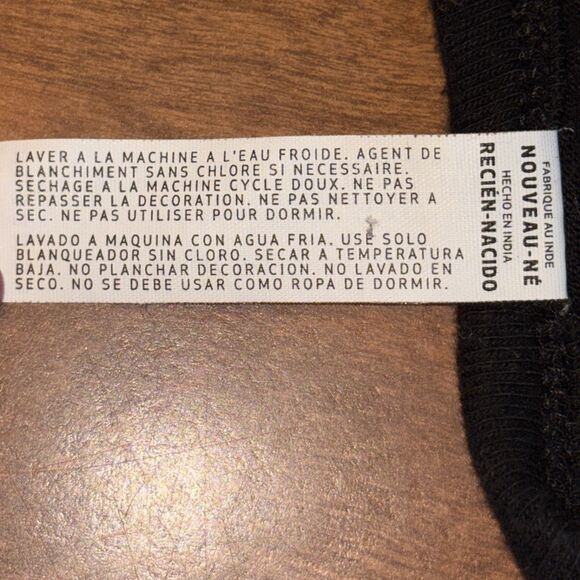 LAVER A LA MACHINE A L'EAU FROIDE. AGENT DE
BLANCHIMENT SANS CHLORE SI NECESSAIRE.
SECHAGE A LA MACHINE CYCLE DOUX. NE PAS
REPASSER LA DECORATION. NE PAS NETTOYER A
SEC. NE PAS UTILISER POUR DORMIR.
LAVADO A MAQUINA CON AGUA FRIA. USE SOLO
BLANQUEADOR SIN CLORO. SECAR A TEMPERATURA
BAJA. NO PLANCHAR DECORACION. NO LAVADO EN
SECO. NO SE DEBE USAR COMO ROPA DE DORMIR.
FABRIQUE AU INDE
NOUVEAU-NÉ
HECHO EN INDIA
RECIÉN-NACIDO